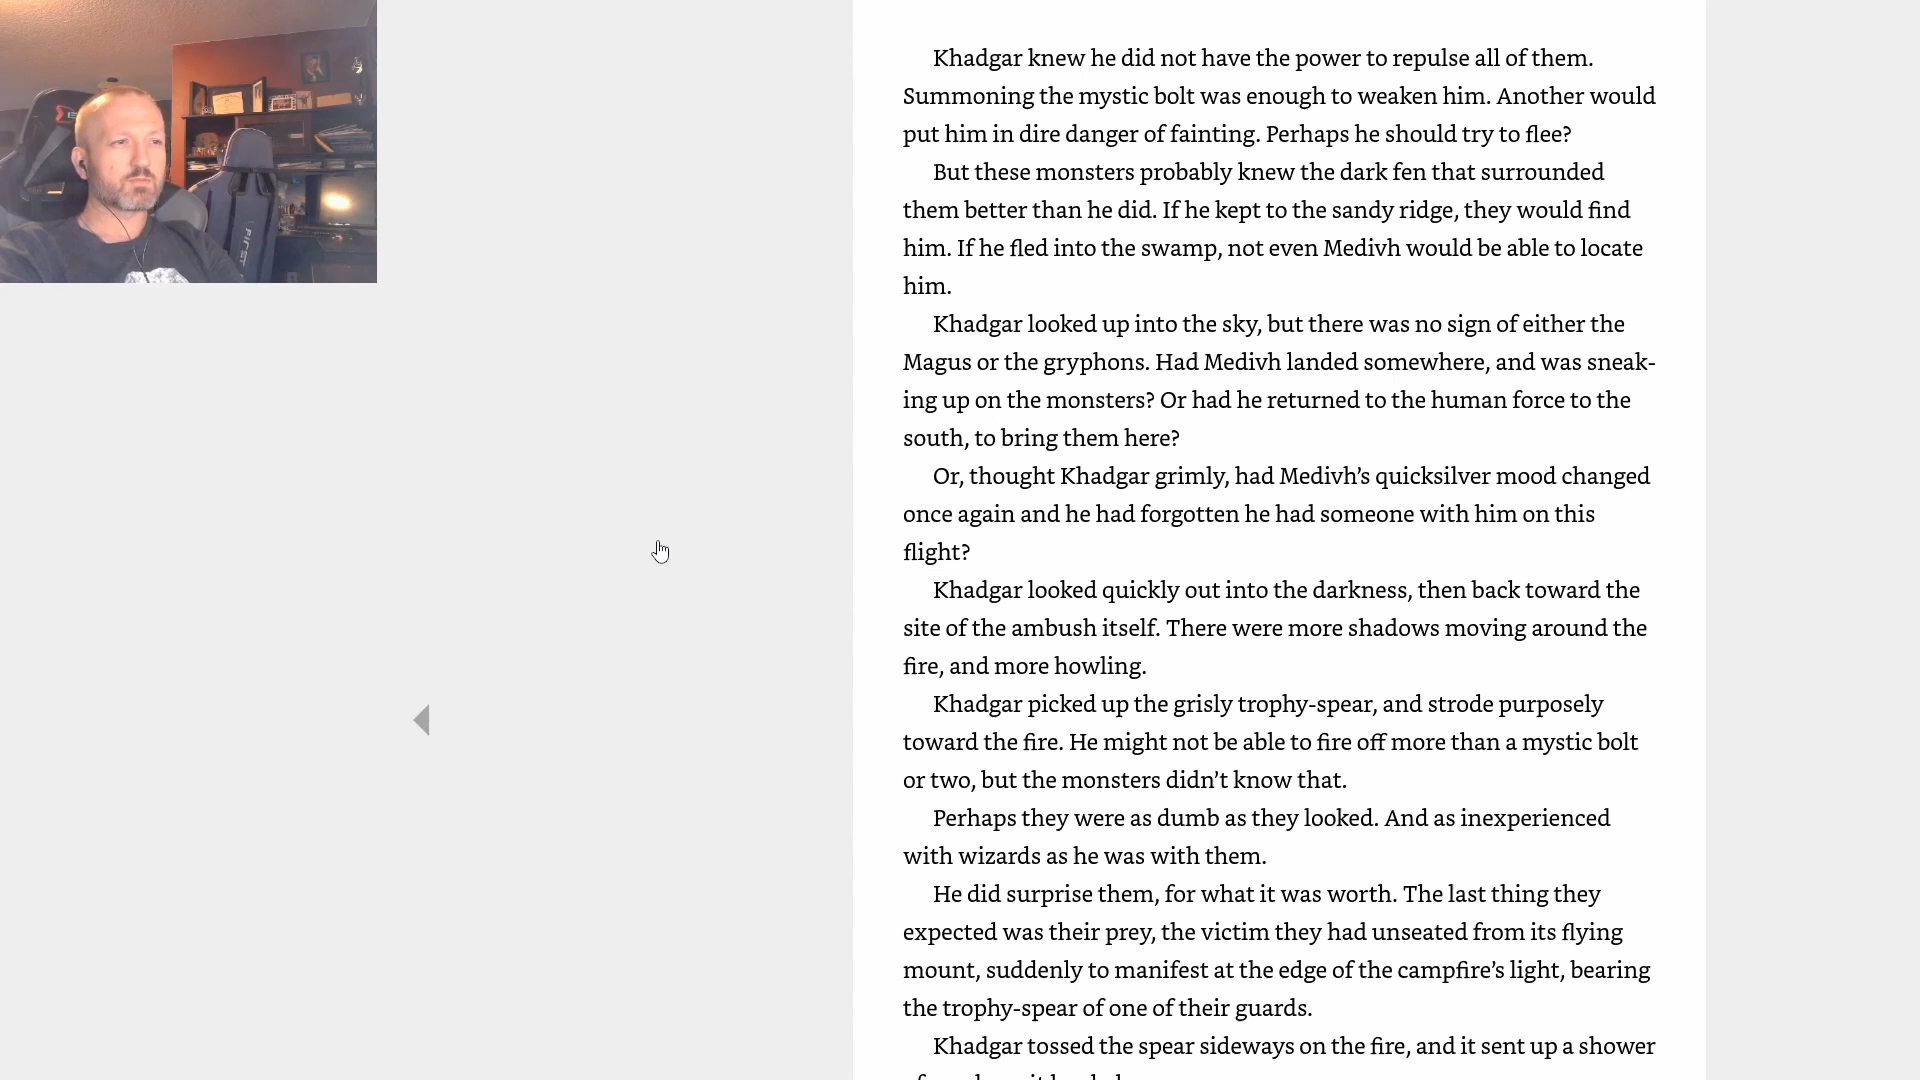 Khadgar knew he did not have the power to repulse all of them.
Summoning the mystic bolt was enough to weaken him. Another would
put him in dire danger of fainting. Perhaps he should try to flee?
But these monsters probably knew the dark fen that surrounded
them better than he did. If he kept to the sandy ridge, they would find
him. If he fled into the swamp, not even Medivh would be able to locate
him.
Khadgar looked up into the sky, but there was no sign of either the
Magus or the gryphons. Had Medivh landed somewhere, and was sneak-
ing up on the monsters? Or had he returned to the human force to the
south, to bring them here?
Or, thought Khadgar grimly, had Medivh’s quicksilver mood changed
once again and he had forgotten he had someone with him on this
flight?
Khadgar looked quickly out into the darkness, then back toward the
site of the ambush itself. There were more shadows moving around the
fire, and more howling.
Khadgar picked up the grisly trophy-spear, and strode purposely
toward the fire. He might not be able to fire off more than a mystic bolt
or two, but the monsters didn’t know that.
Perhaps they were as dumb as they looked. And as inexperienced
with wizards as he was with them.
He did surprise them, for what it was worth. The last thing they
expected was their prey, the victim they had unseated from its flying
mount, suddenly to manifest at the edge of the campfire’s light, bearing
the trophy-spear of one of their guards.
Khadgar tossed the spear sideways on the fire, and it sent up a shower